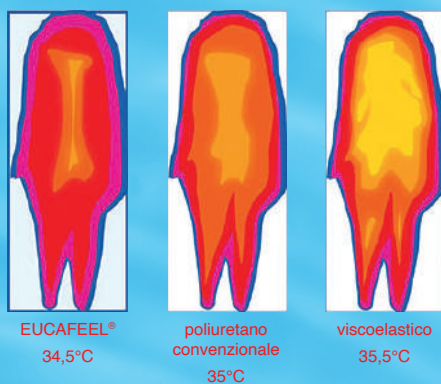 EUCAFEEL®
34,5°C
poliuretano
convenzionale
35°C
viscoelastico
35,5°C